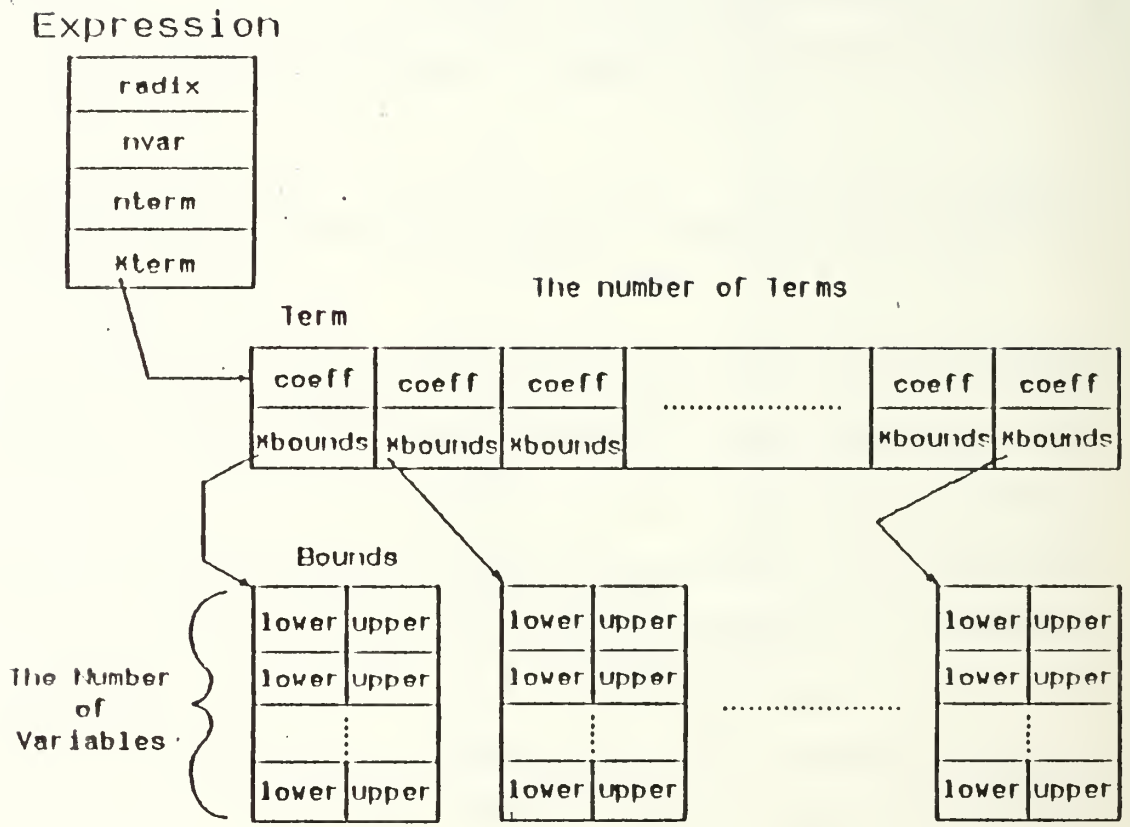 Expression
radix
nvar
nterm
*term
The number of Terms
Term
coeff coeff coeff .................... coeff coeff
*bounds *bounds *bounds *bounds *bounds
Bounds
lower upper lower upper lower upper
lower upper lower upper lower upper
....................
The Number
of
Variables
lower upper lower upper lower upper